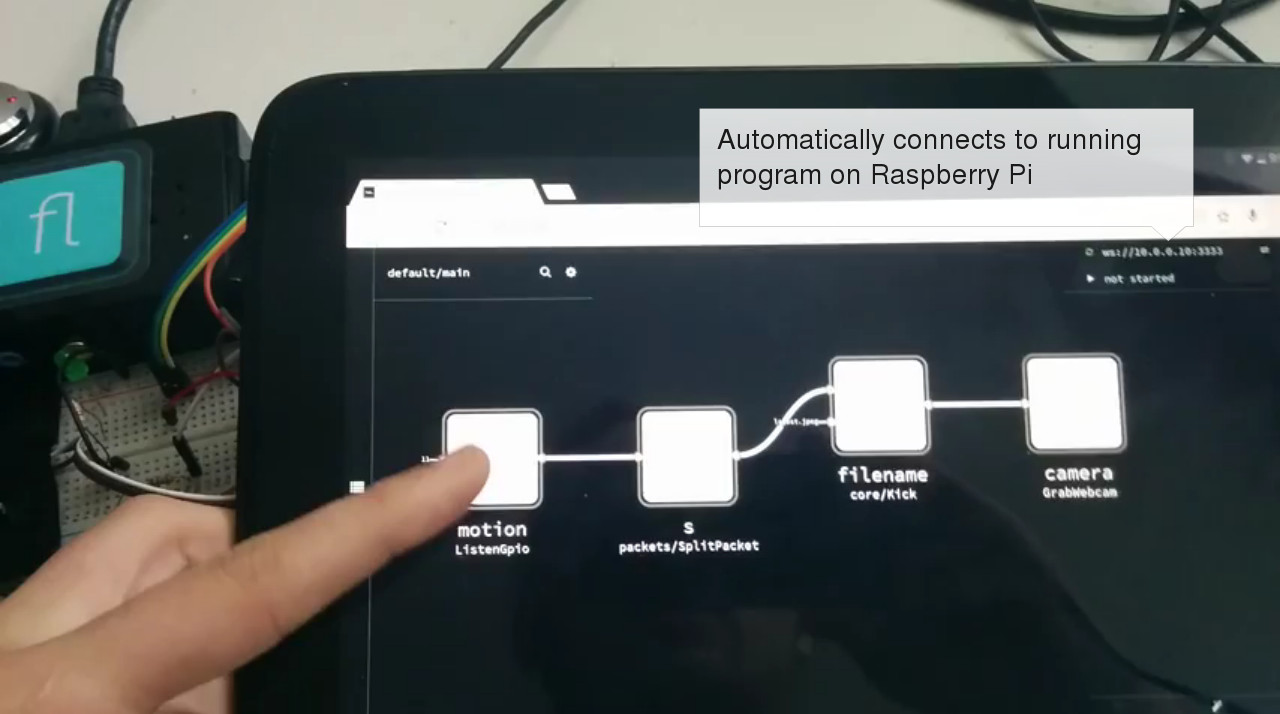 Automatically connects to running
program on Raspberry Pi
fl
default/main
ws://10.0.0.20:3333
not started
motion
ListenGpio
S
packets/SplitPacket
filename
core/Kick
camera
GrabWebcam